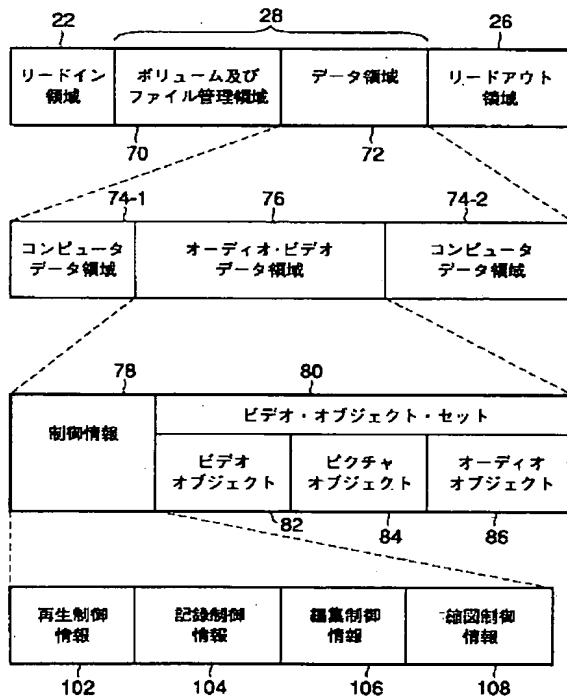 22
28
26
リードイン
領域
ボリューム及び
ファイル管理領域
データ領域
リードアウト
領域
70
72
74-1
76
74-2
コンピュータ
データ領域
オーディオ・ビデオ
データ領域
コンピュータ
データ領域
78
80
制御情報
ビデオ・オブジェクト・セット
ビデオ
オブジェクト
ピクチャ
オブジェクト
オーディオ
オブジェクト
82
84
86
再生制御
情報
記録制御
情報
編集制御
情報
縮図制御
情報
102
104
106
108